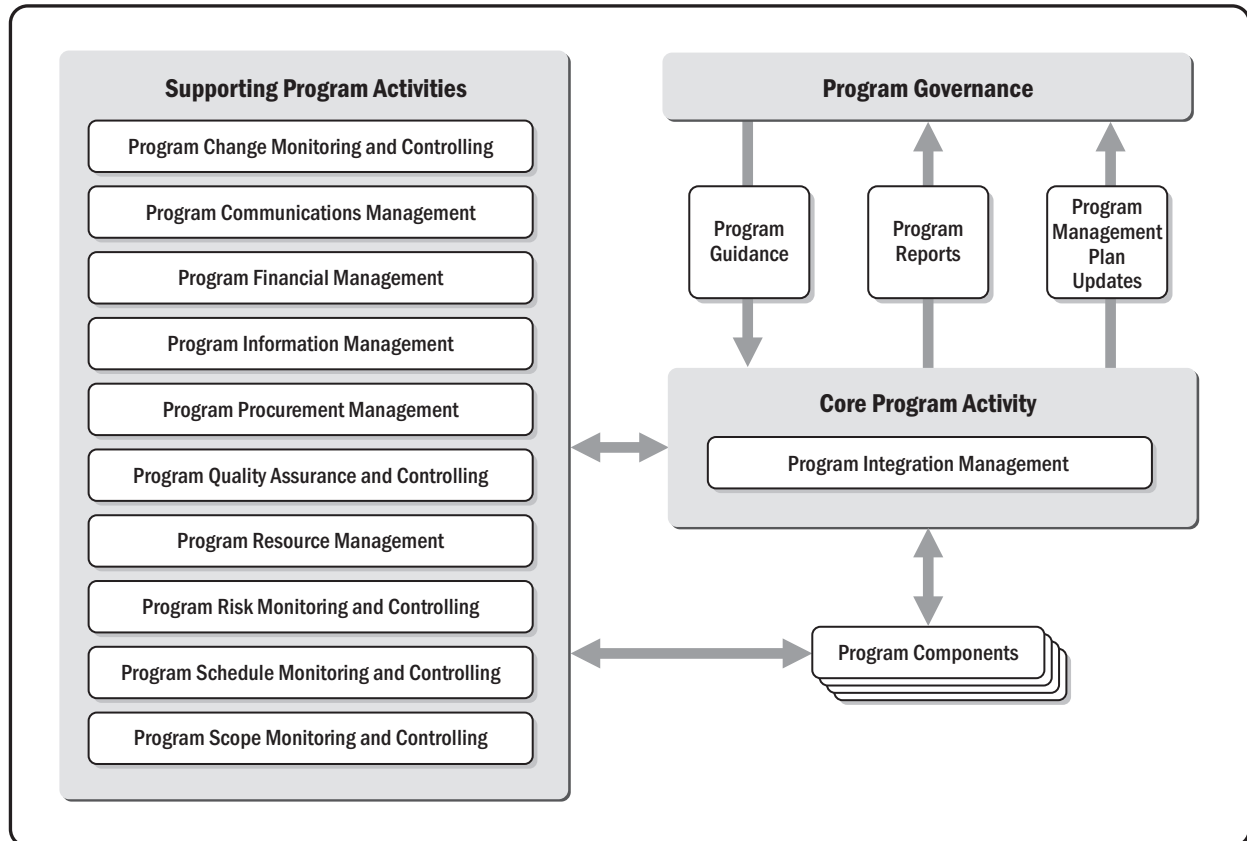 Supporting Program Activities
Program Change Monitoring and Controlling
Program Communications Management
Program Financial Management
Program Information Management
Program Procurement Management
Program Quality Assurance and Controlling
Program Resource Management
Program Risk Monitoring and Controlling
Program Schedule Monitoring and Controlling
Program Scope Monitoring and Controlling
Program Governance
Program
Guidance
Program
Reports
Program
Management
Plan
Updates
Core Program Activity
Program Integration Management
Program Components